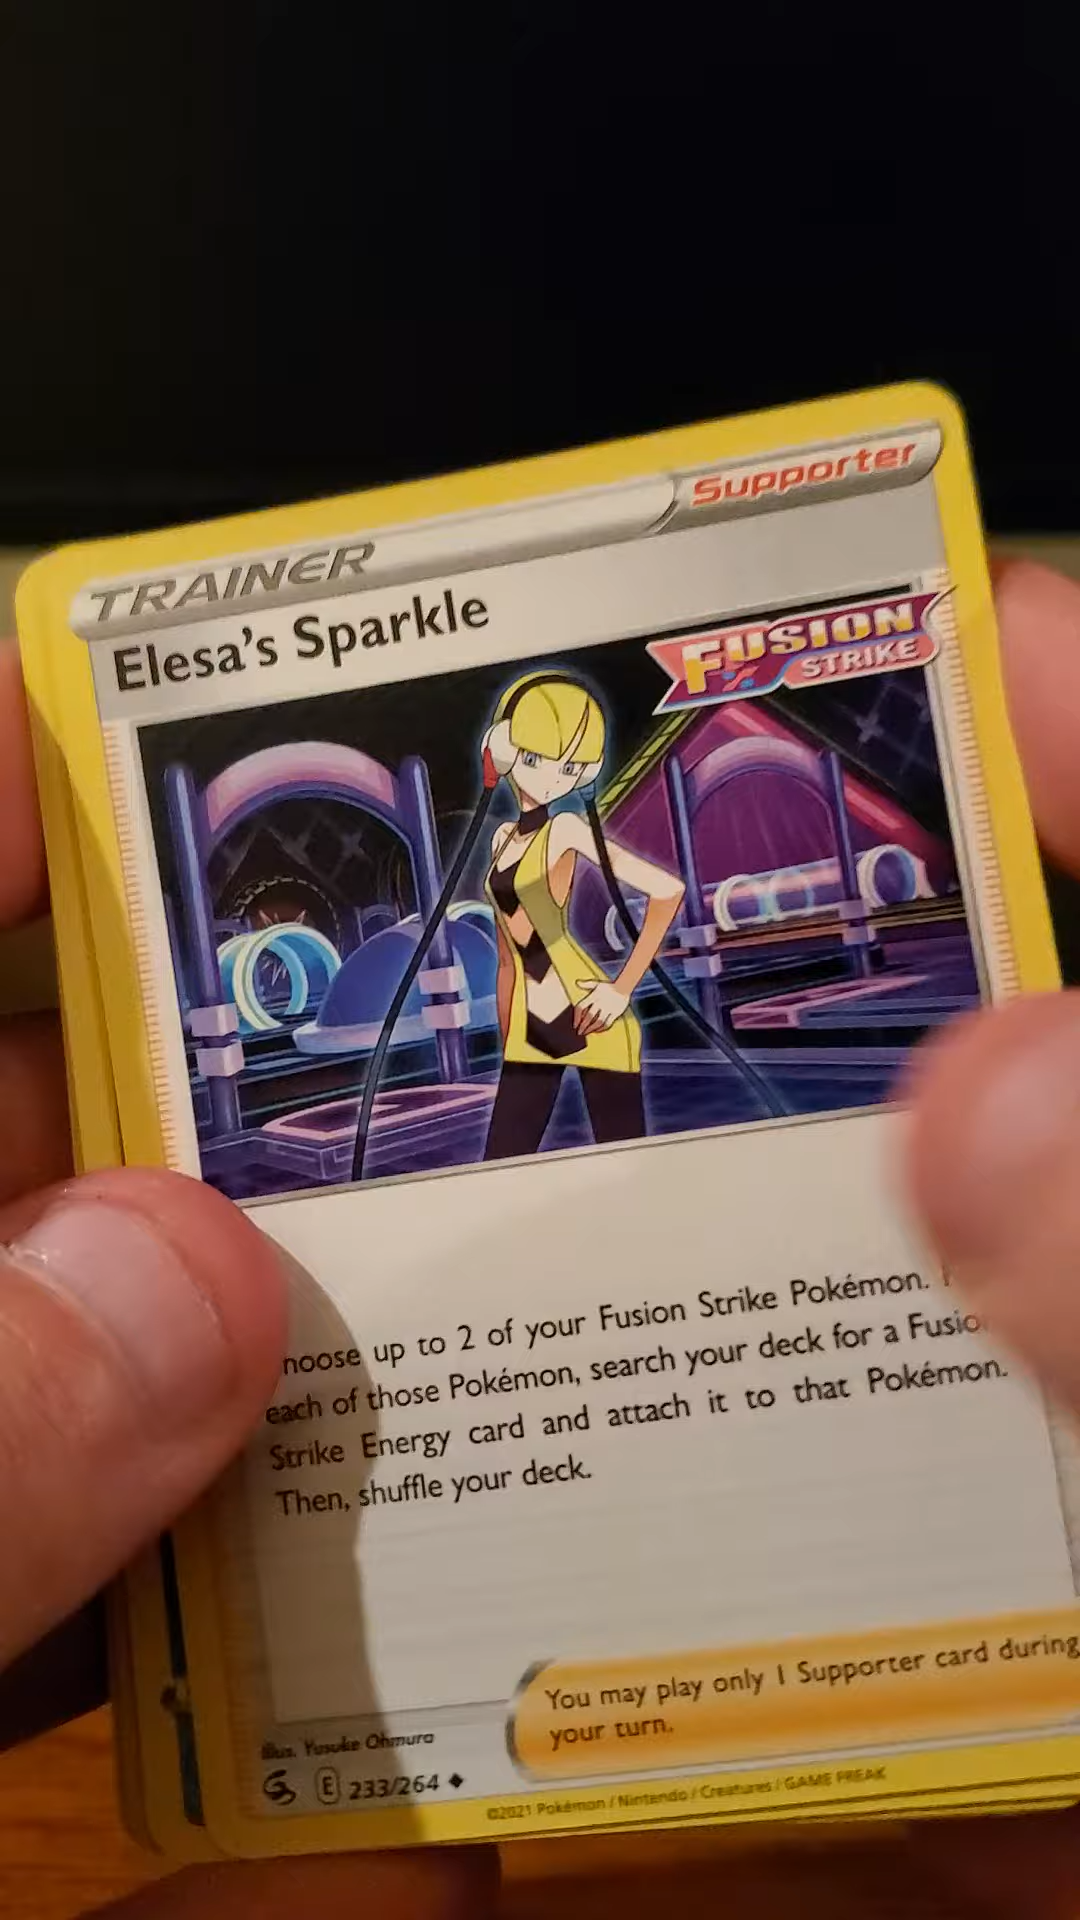 Supporter
TRAINER
Elesa's Sparkle
FUSION
STRIKE
noose up to 2 of your Fusion Strike Pokémon.
each of those Pokémon, search your deck for a Fusio
Strike Energy card and attach it to that Pokémon.
Then, shuffle your deck.
You may play only 1 Supporter card during
your turn.
Illus. Yusuke Ohmura
E 233/264
©2021 Pokémon / Nintendo / Creatures / GAME FREAK